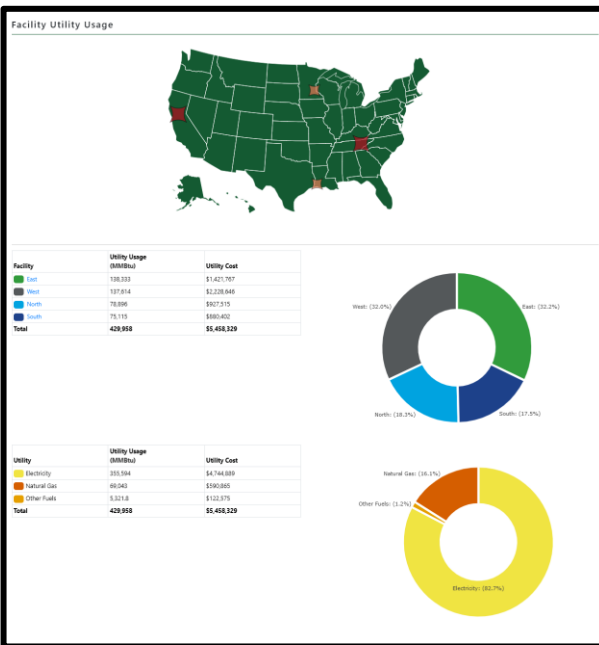 Facility Utility Usage
Facility Utility Usage (MMBtu) Utility Cost
East 138,333 $1,421,767
West 137,614 $2,228,646
North 78,896 $927,515
South 75,115 $880,402
Total 429,958 $5,458,329
West: (32.0%)
East: (32.2%)
North: (18.3%)
South: (17.5%)
Utility Utility Usage (MMBtu) Utility Cost
Electricity 355,594 $4,744,889
Natural Gas 69,043 $590,865
Other Fuels 5,321.8 $122,575
Total 429,958 $5,458,329
Natural Gas: (16.1%)
Other Fuels: (1.2%)
Electricity: (82.7%)